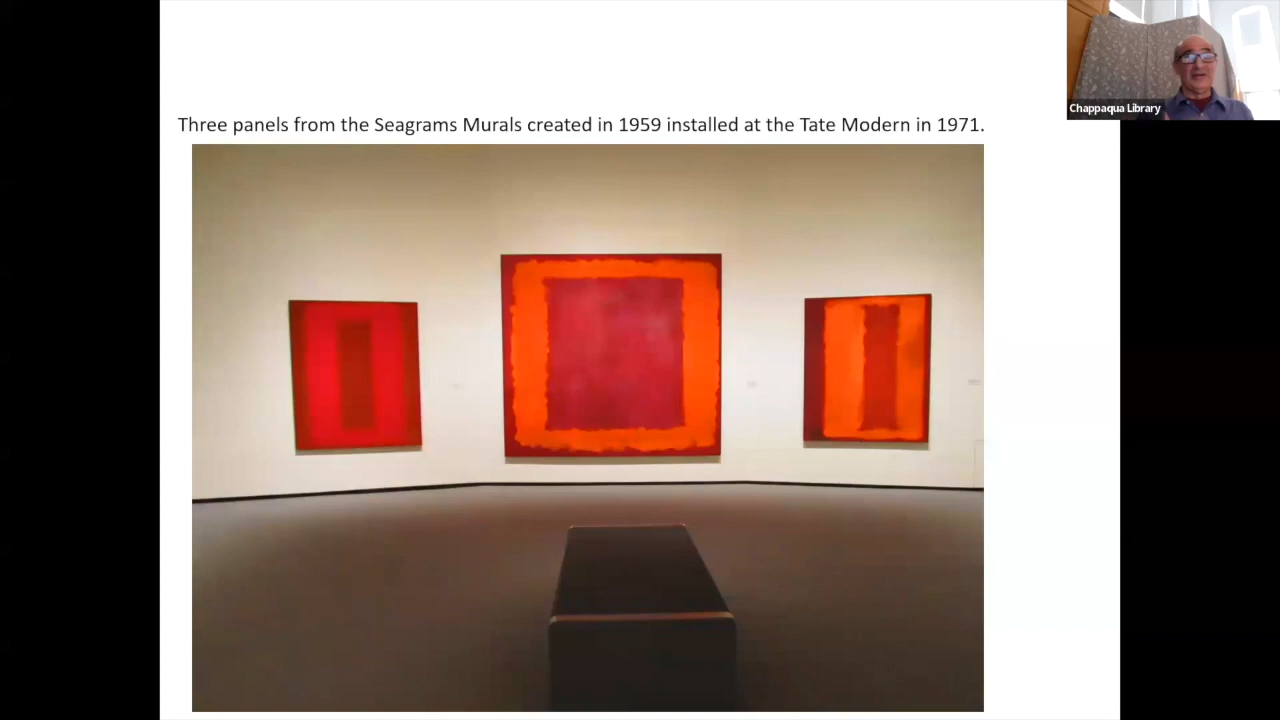 Three panels from the Seagrams Murals created in 1959 installed at the Tate Modern in 1971.
Chappaqua Library